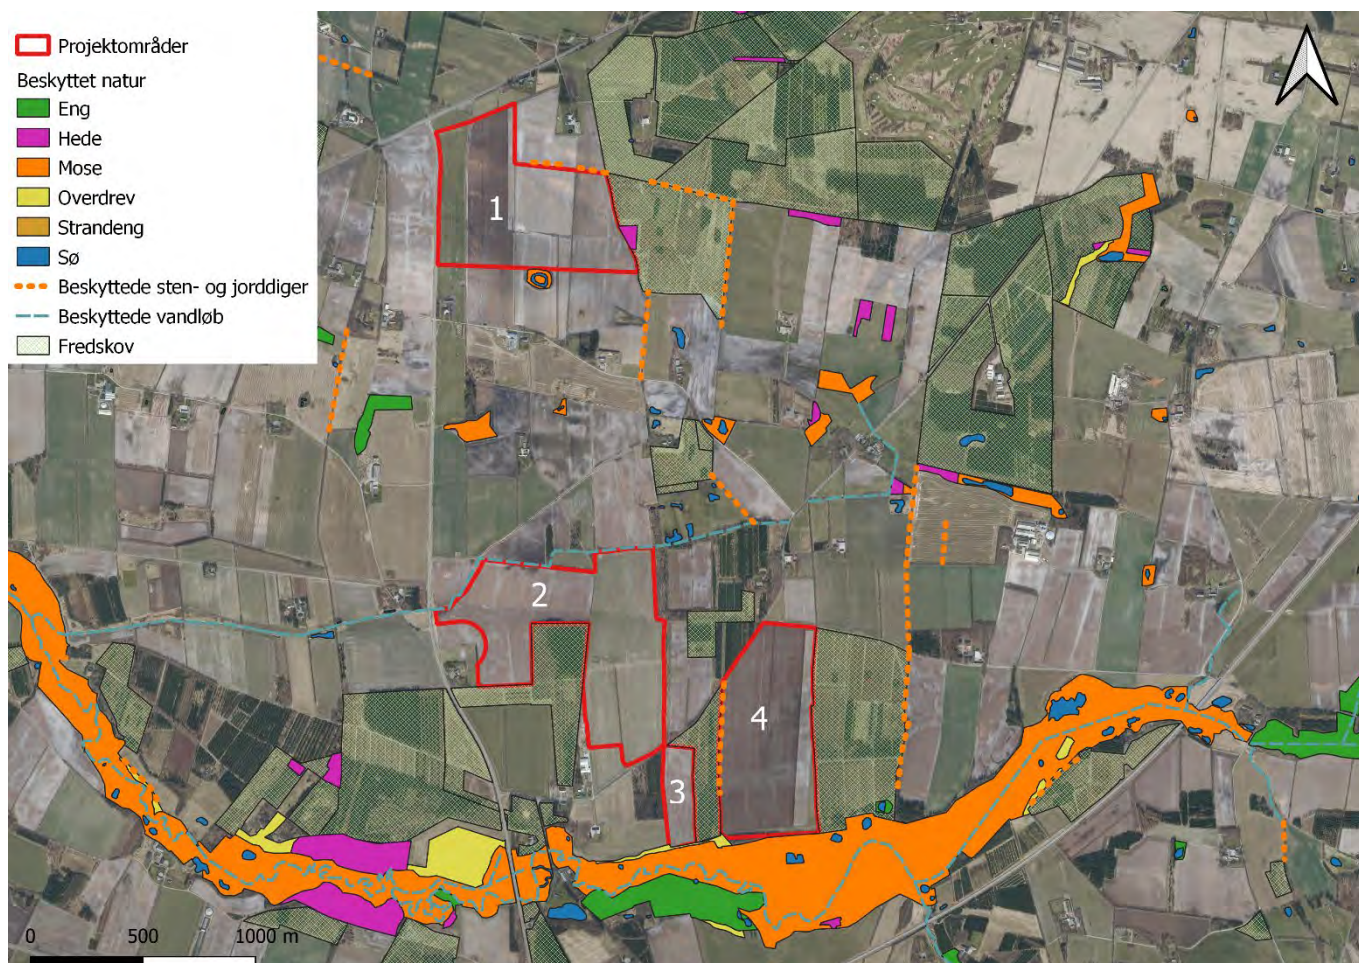 Projektområder
Beskyttet natur
Eng
Hede
Mose
Overdrev
Strandeng
Sø
Beskyttede sten- og jorddiger
Beskyttede vandløb
Fredskov
1
2
3
4
0 500 1000 m